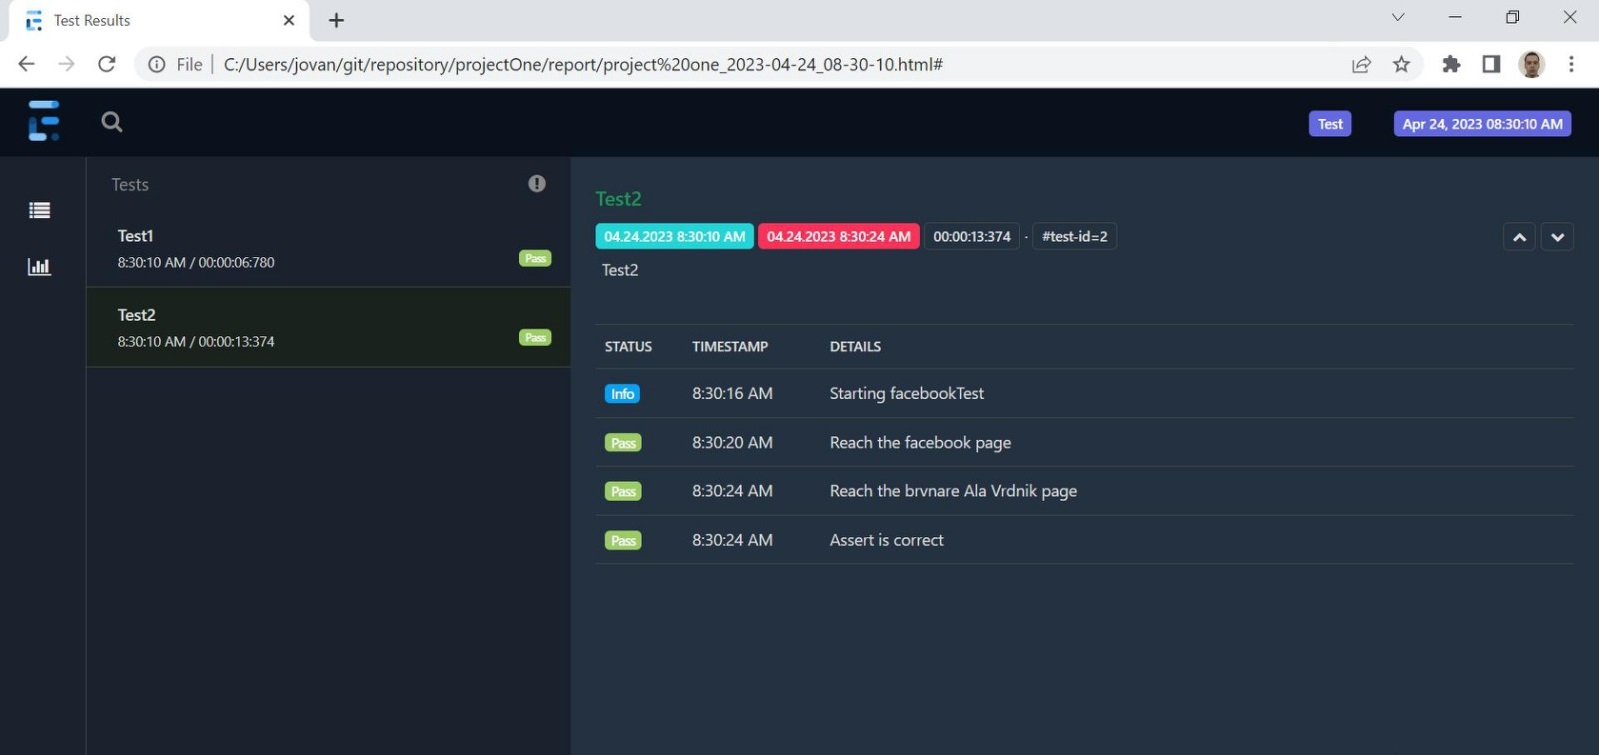 Test Results
File C:/Users/jovan/git/repository/projectOne/report/project%20one_2023-04-24_08-30-10.html#
Test Apr 24, 2023 08:30:10 AM
Tests
Test1
8:30:10 AM / 00:00:06:780 Pass
Test2
8:30:10 AM / 00:00:13:374 Pass
Test2
04.24.2023 8:30:10 AM 04.24.2023 8:30:24 AM 00:00:13:374 · #test-id=2
Test2
STATUS TIMESTAMP DETAILS
Info 8:30:16 AM Starting facebookTest
Pass 8:30:20 AM Reach the facebook page
Pass 8:30:24 AM Reach the brvnare Ala Vrdnik page
Pass 8:30:24 AM Assert is correct